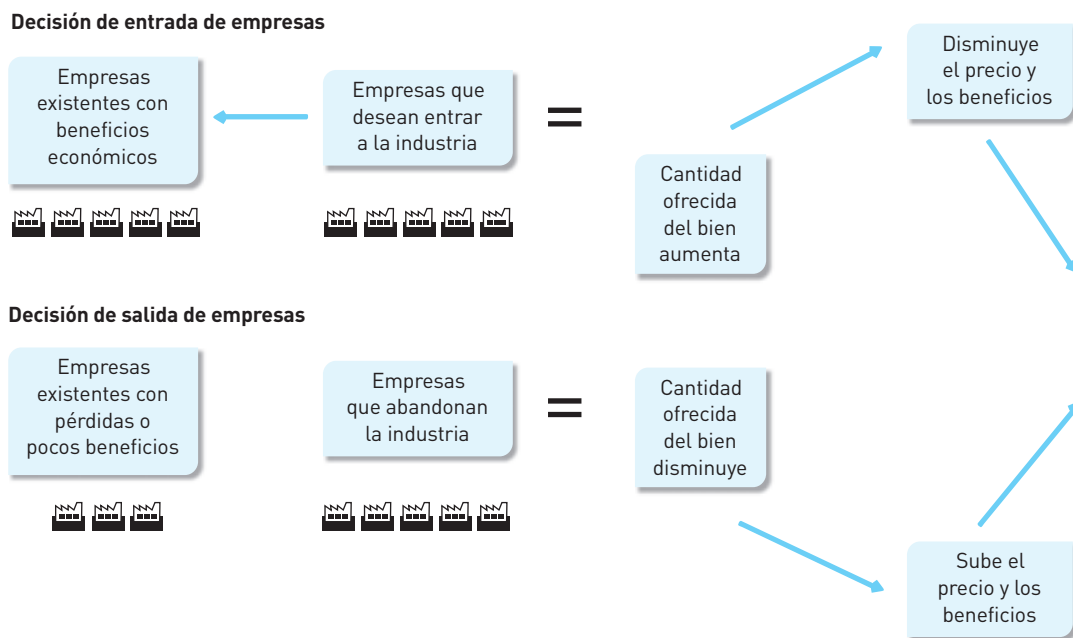 Decisión de entrada de empresas
Empresas
existentes con
beneficios
económicos
Empresas que
desean entrar
a la industria
=
Cantidad
ofrecida
del bien
aumenta
Disminuye
el precio y
los beneficios
Decisión de salida de empresas
Empresas
existentes con
pérdidas o
pocos beneficios
Empresas
que abandonan
la industria
=
Cantidad
ofrecida
del bien
disminuye
Sube el
precio y los
beneficios